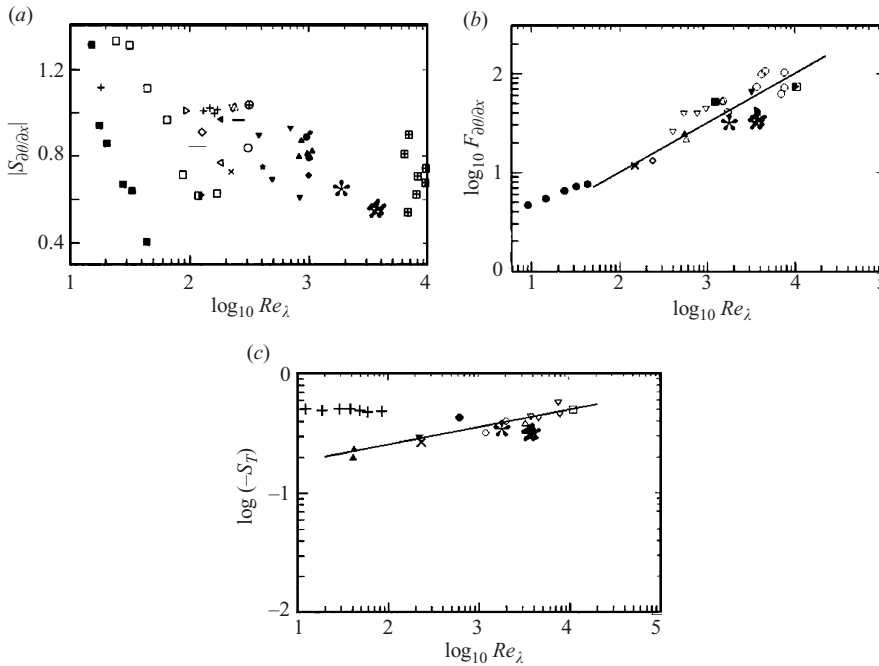 (a)
1.2
0.8
0.4
|S∂θ/∂x|
1 2 3 4
log10 Reλ
(b)
2
1
0
log10 F∂θ/∂x
1 2 3 4 5
log10 Reλ
(c)
0
−1
−2
log (−ST)
1 2 3 4 5
log10 Reλ